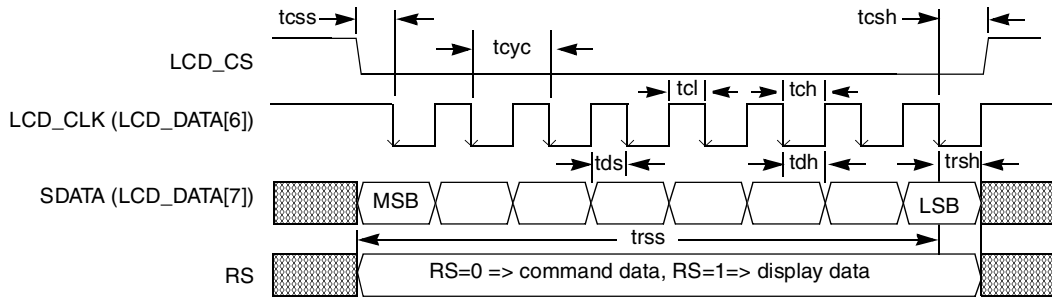 tcss
tcsh
tcyc
LCD_CS
tcl
tch
LCD_CLK (LCD_DATA[6])
tds
tdh
trsh
SDATA (LCD_DATA[7])
MSB
LSB
trss
RS
RS=0 => command data, RS=1=> display data